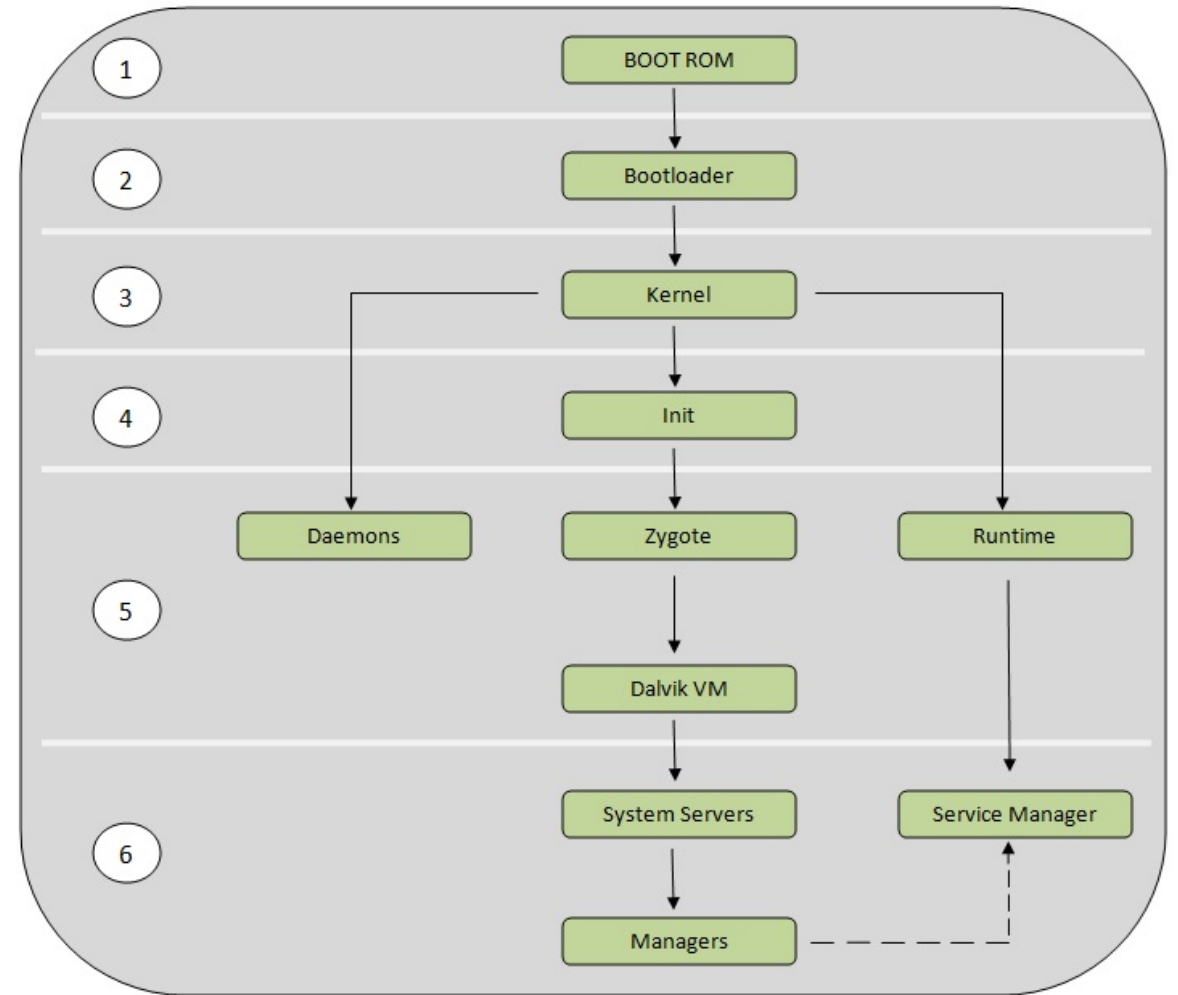 1
BOOT ROM
2
Bootloader
3
Kernel
4
Init
Daemons
Zygote
Runtime
5
Dalvik VM
System Servers
Service Manager
6
Managers